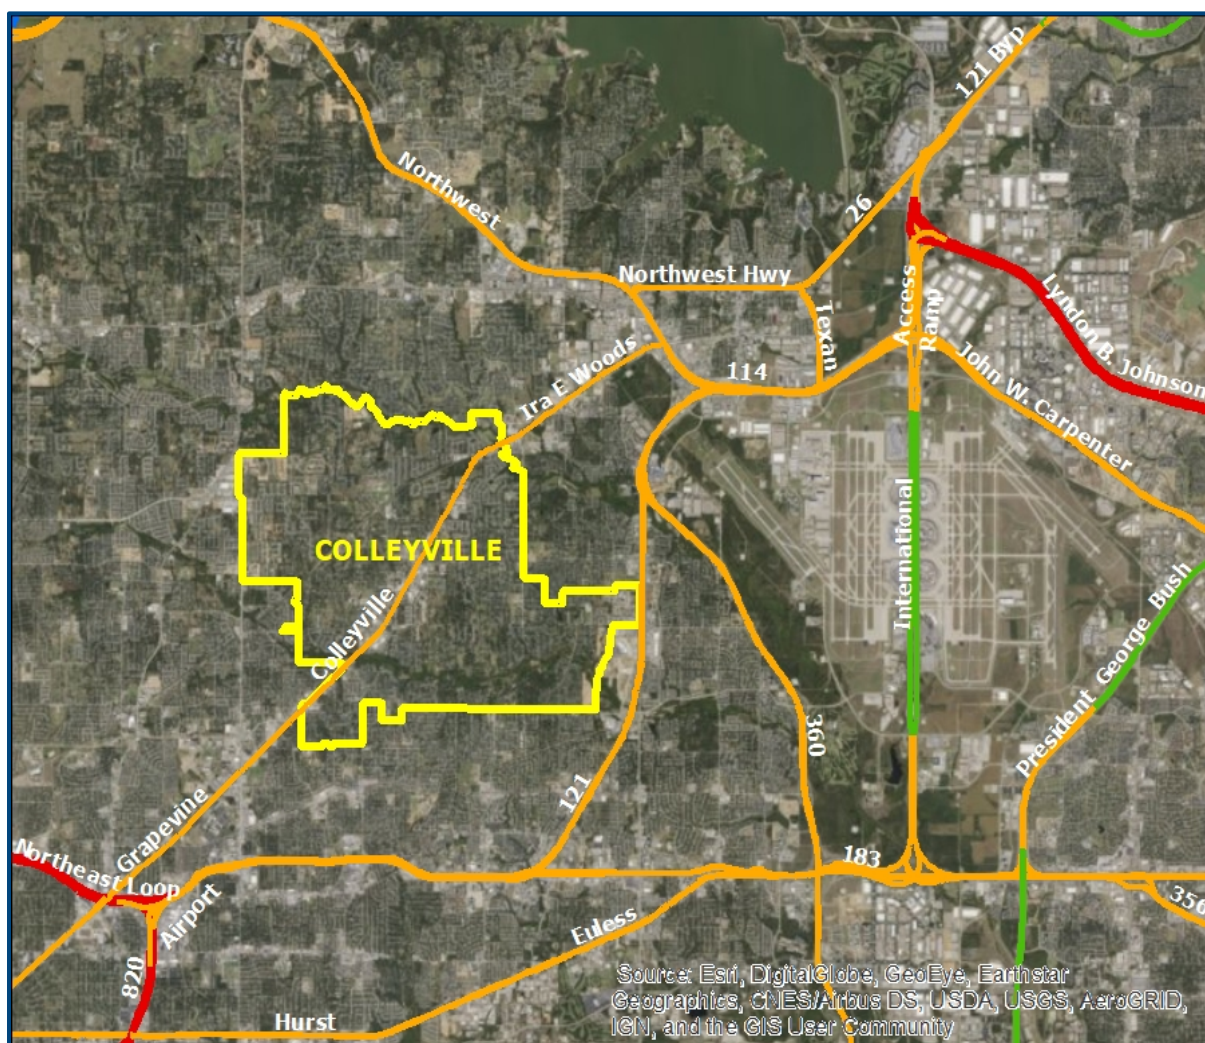 121 Byp
Northwest
26
Northwest Hwy
Access
Ramp
Texan
Lyndon B. Johnson
Ira E Woods
114
John W. Carpenter
International
COLLEYVILLE
Colleyville
President George Bush
360
121
Grapevine
183
Northeast Loop
Airport
356
Euless
820
Hurst
Source: Esri, DigitalGlobe, GeoEye, Earthstar
Geographics, CNES/Airbus DS, USDA, USGS, AeroGRID,
IGN, and the GIS User Community